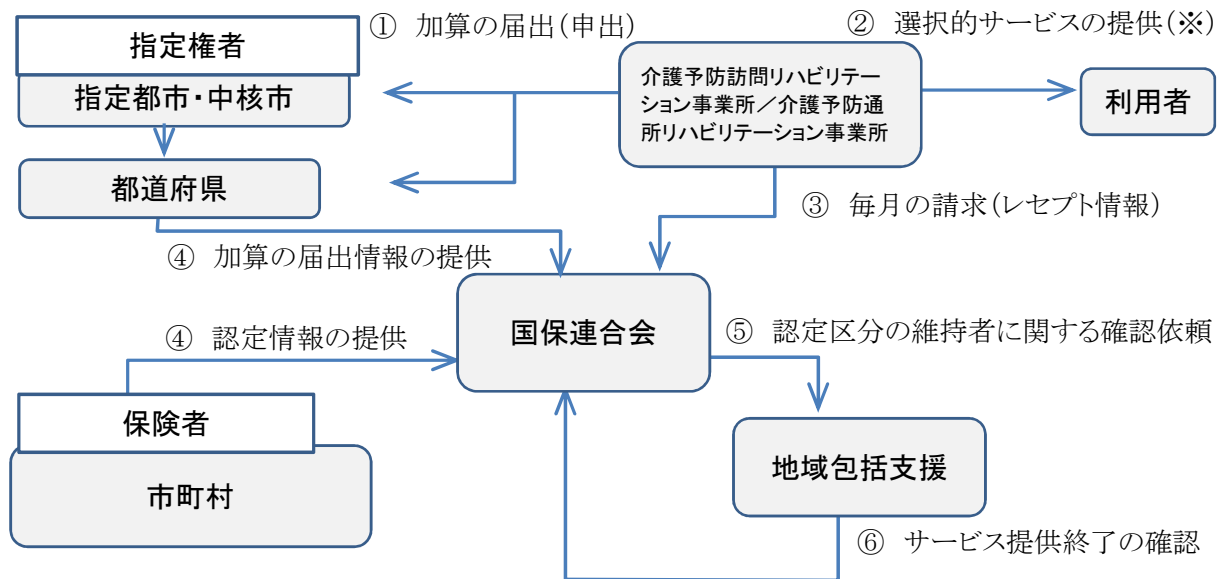 ① 加算の届出(申出)
② 選択的サービスの提供(※)
指定権者
指定都市・中核市
介護予防訪問リハビリテー
ション事業所／介護予防通
所リハビリテーション事業所
利用者
都道府県
③ 毎月の請求(レセプト情報)
④ 加算の届出情報の提供
国保連合会
④ 認定情報の提供
⑤ 認定区分の維持者に関する確認依頼
保険者
市町村
地域包括支援
⑥ サービス提供終了の確認